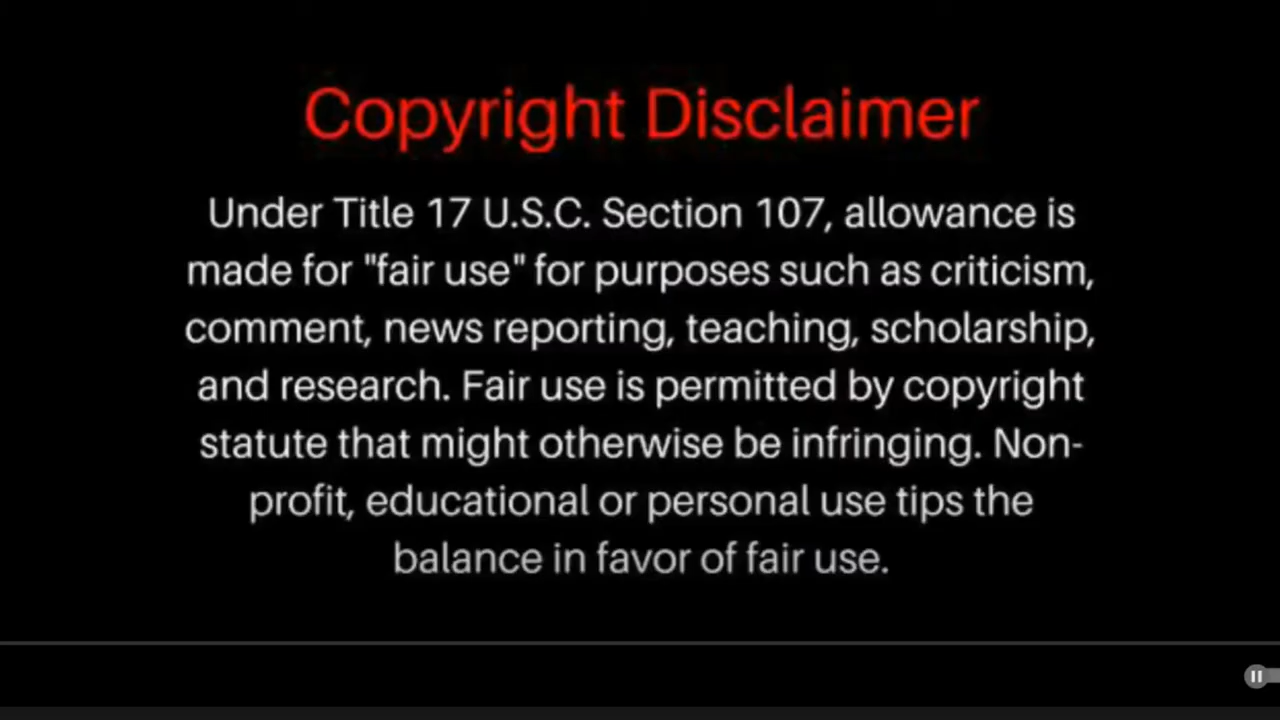 Copyright Disclaimer
Under Title 17 U.S.C. Section 107, allowance is
made for "fair use" for purposes such as criticism,
comment, news reporting, teaching, scholarship,
and research. Fair use is permitted by copyright
statute that might otherwise be infringing. Non-
profit, educational or personal use tips the
balance in favor of fair use.